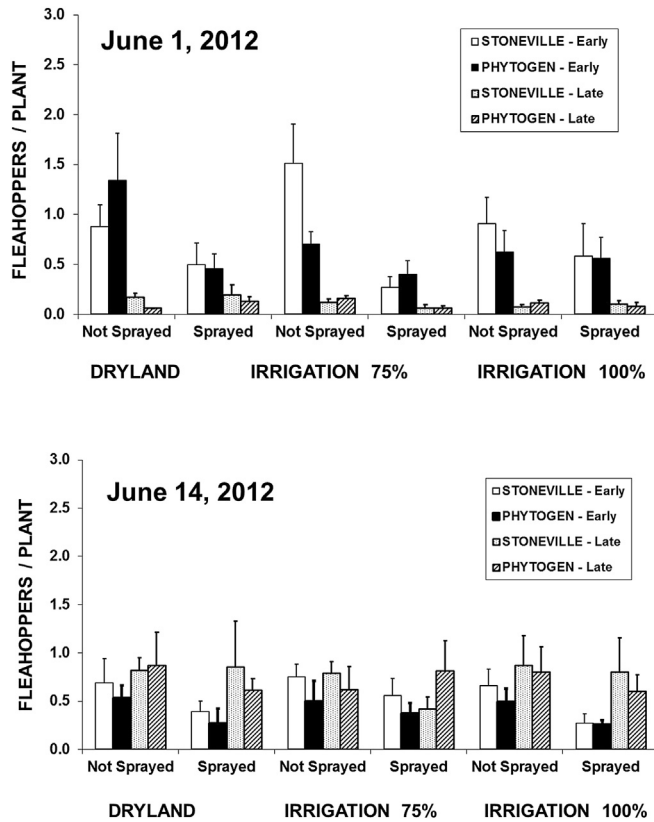 3.0
2.5
2.0
1.5
1.0
0.5
0.0
FLEAHOPPERS / PLANT
June 1, 2012
STONEVILLE - Early
PHYTOGEN - Early
STONEVILLE - Late
PHYTOGEN - Late
Not Sprayed Sprayed Not Sprayed Sprayed Not Sprayed Sprayed
DRYLAND IRRIGATION 75% IRRIGATION 100%
3.0
2.5
2.0
1.5
1.0
0.5
0.0
FLEAHOPPERS / PLANT
June 14, 2012
STONEVILLE - Early
PHYTOGEN - Early
STONEVILLE - Late
PHYTOGEN - Late
Not Sprayed Sprayed Not Sprayed Sprayed Not Sprayed Sprayed
DRYLAND IRRIGATION 75% IRRIGATION 100%